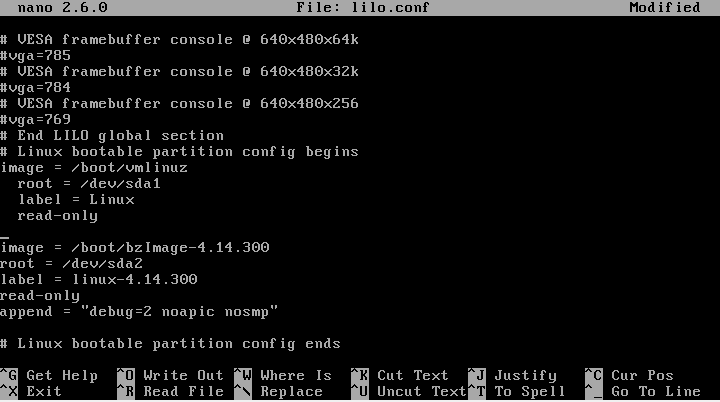 nano 2.6.0 File: lilo.conf Modified
# VESA framebuffer console @ 640x480x64k
#vga=785
# VESA framebuffer console @ 640x480x32k
#vga=784
# VESA framebuffer console @ 640x480x256
#vga=769
# End LILO global section
# Linux bootable partition config begins
image = /boot/vmlinuz
  root = /dev/sda1
  label = Linux
  read-only
image = /boot/bzImage-4.14.300
root = /dev/sda2
label = linux-4.14.300
read-only
append = "debug=2 noapic nosmp"
# Linux bootable partition config ends
^G Get Help ^O Write Out ^W Where Is ^K Cut Text ^J Justify ^C Cur Pos
^X Exit ^R Read File ^\ Replace ^U Uncut Text ^T To Spell ^_ Go To Line